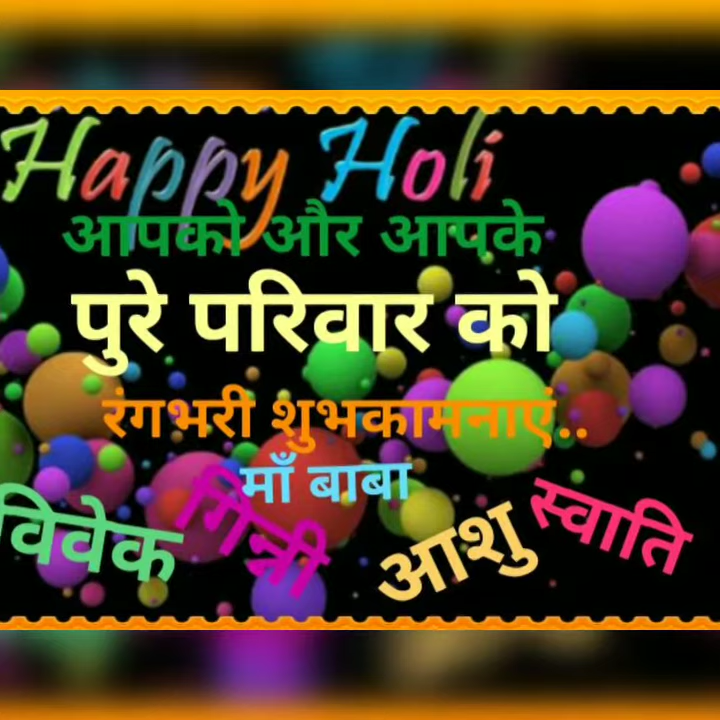 Happy Holi
आपको और आपके
पुरे परिवार को
रंगभरी शुभकामनाएं..
माँ बाबा
विवेक गिन्नी आशु स्वाति